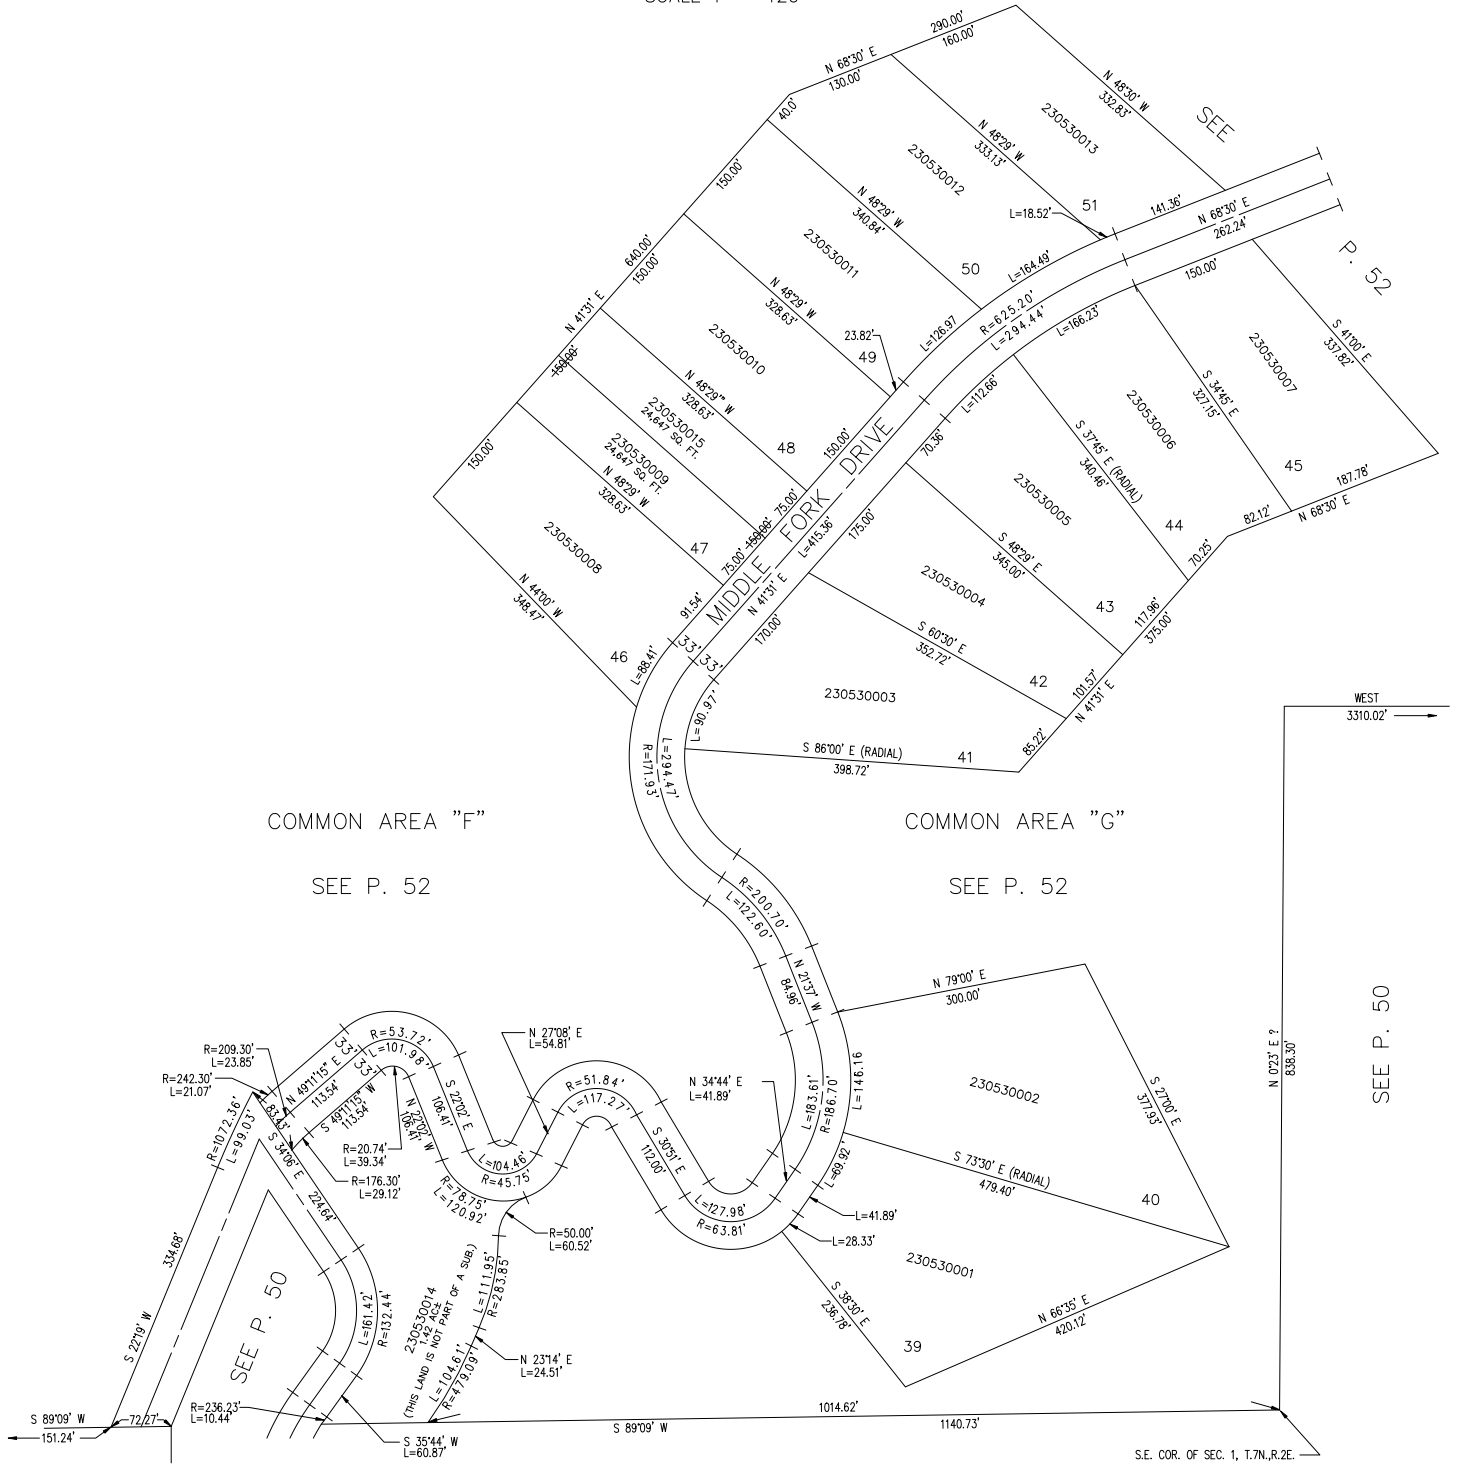 290.00'
N 68°30' E
160.00'
130.00'
40.0'
N 48°30' W
332.83'
SEE
230530013
N 48°29' W
333.13'
230530012
150.00'
N 48°29' W
340.84'
51
L=18.52'
141.36'
N 68°30' E
262.24'
P. 52
640.00'
150.00'
230530011
50
L=164.49'
150.00'
N 41°31' E
N 48°29' W
328.63'
R=625.20'
L=294.44'
L=166.23'
L=126.97
23.82'
49
230530010
S 41°00' E
337.82'
230530007
150.00'
N 48°29'" W
328.63'
L=112.66'
S 34°45' E
327.15'
230530006
230530015
24,647 SQ. FT.
48
150.00'
70.36'
S 37°45' E (RADIAL)
340.46'
45
187.78'
N 68°30' E
82.12'
150.00'
230530009
24,647 SQ. FT.
N 48°29' W
328.63'
75.00'
150.00'
75.00'
MIDDLE FORK DRIVE
L=415.36'
N 41°31' E
175.00'
230530005
44
70.25'
230530008
47
S 48°29' E
345.00'
230530004
43
117.96'
375.00'
N 44°00' W
348.47'
91.54'
33'
33'
170.00'
S 60°30' E
352.72'
46
L=88.41'
42
101.57'
N 41°31' E
230530003
L=90.97'
WEST
3310.02'
L=294.47'
R=171.93'
S 86°00' E (RADIAL)
398.72'
41
85.22'
COMMON AREA "F"
SEE P. 52
COMMON AREA "G"
SEE P. 52
R=200.70'
L=122.60'
N 21°37' W
84.96'
N 79°00' E
300.00'
SEE P. 50
N 0°23' E ?
838.30'
R=209.30'
L=23.85'
R=242.30'
L=21.07'
33'
33'
R=53.72'
L=101.98'
N 27°08' E
L=54.81'
N 49°11'15" E
113.54'
S 49°11'15" W
113.54'
83.43'
S 34°06' E
224.64'
R=1072.36'
L=99.03'
N 22°02' W
106.41'
S 22°02' E
106.41'
R=51.84'
L=117.27'
N 34°44' E
L=41.89'
L=183.61'
R=186.70'
L=146.16
230530002
S 27°00' E
377.93'
R=20.74'
L=39.34'
R=176.30'
L=29.12'
L=104.46'
R=45.75'
R=78.75'
L=120.92'
S 30°51' E
112.00'
L=127.98'
R=63.81'
L=69.92'
S 73°30' E (RADIAL)
479.40'
40
L=41.89'
L=28.33'
R=50.00'
L=60.52'
334.68'
S 22°19' W
SEE P. 50
L=161.42'
R=132.44'
230530014
1.42 AC±
(THIS LAND IS NOT PART OF A SUB.)
L=111.95'
R=283.85'
230530001
S 38°30' E
236.78'
N 66°35' E
420.12'
39
N 23°14' E
L=24.51'
L=104.61'
R=479.09'
S 89°09' W
151.24'
72.27'
R=236.23'
L=10.44'
S 35°44' W
L=60.87'
1014.62'
S 89°09' W
1140.73'
S.E. COR. OF SEC. 1, T.7N.,R.2E.